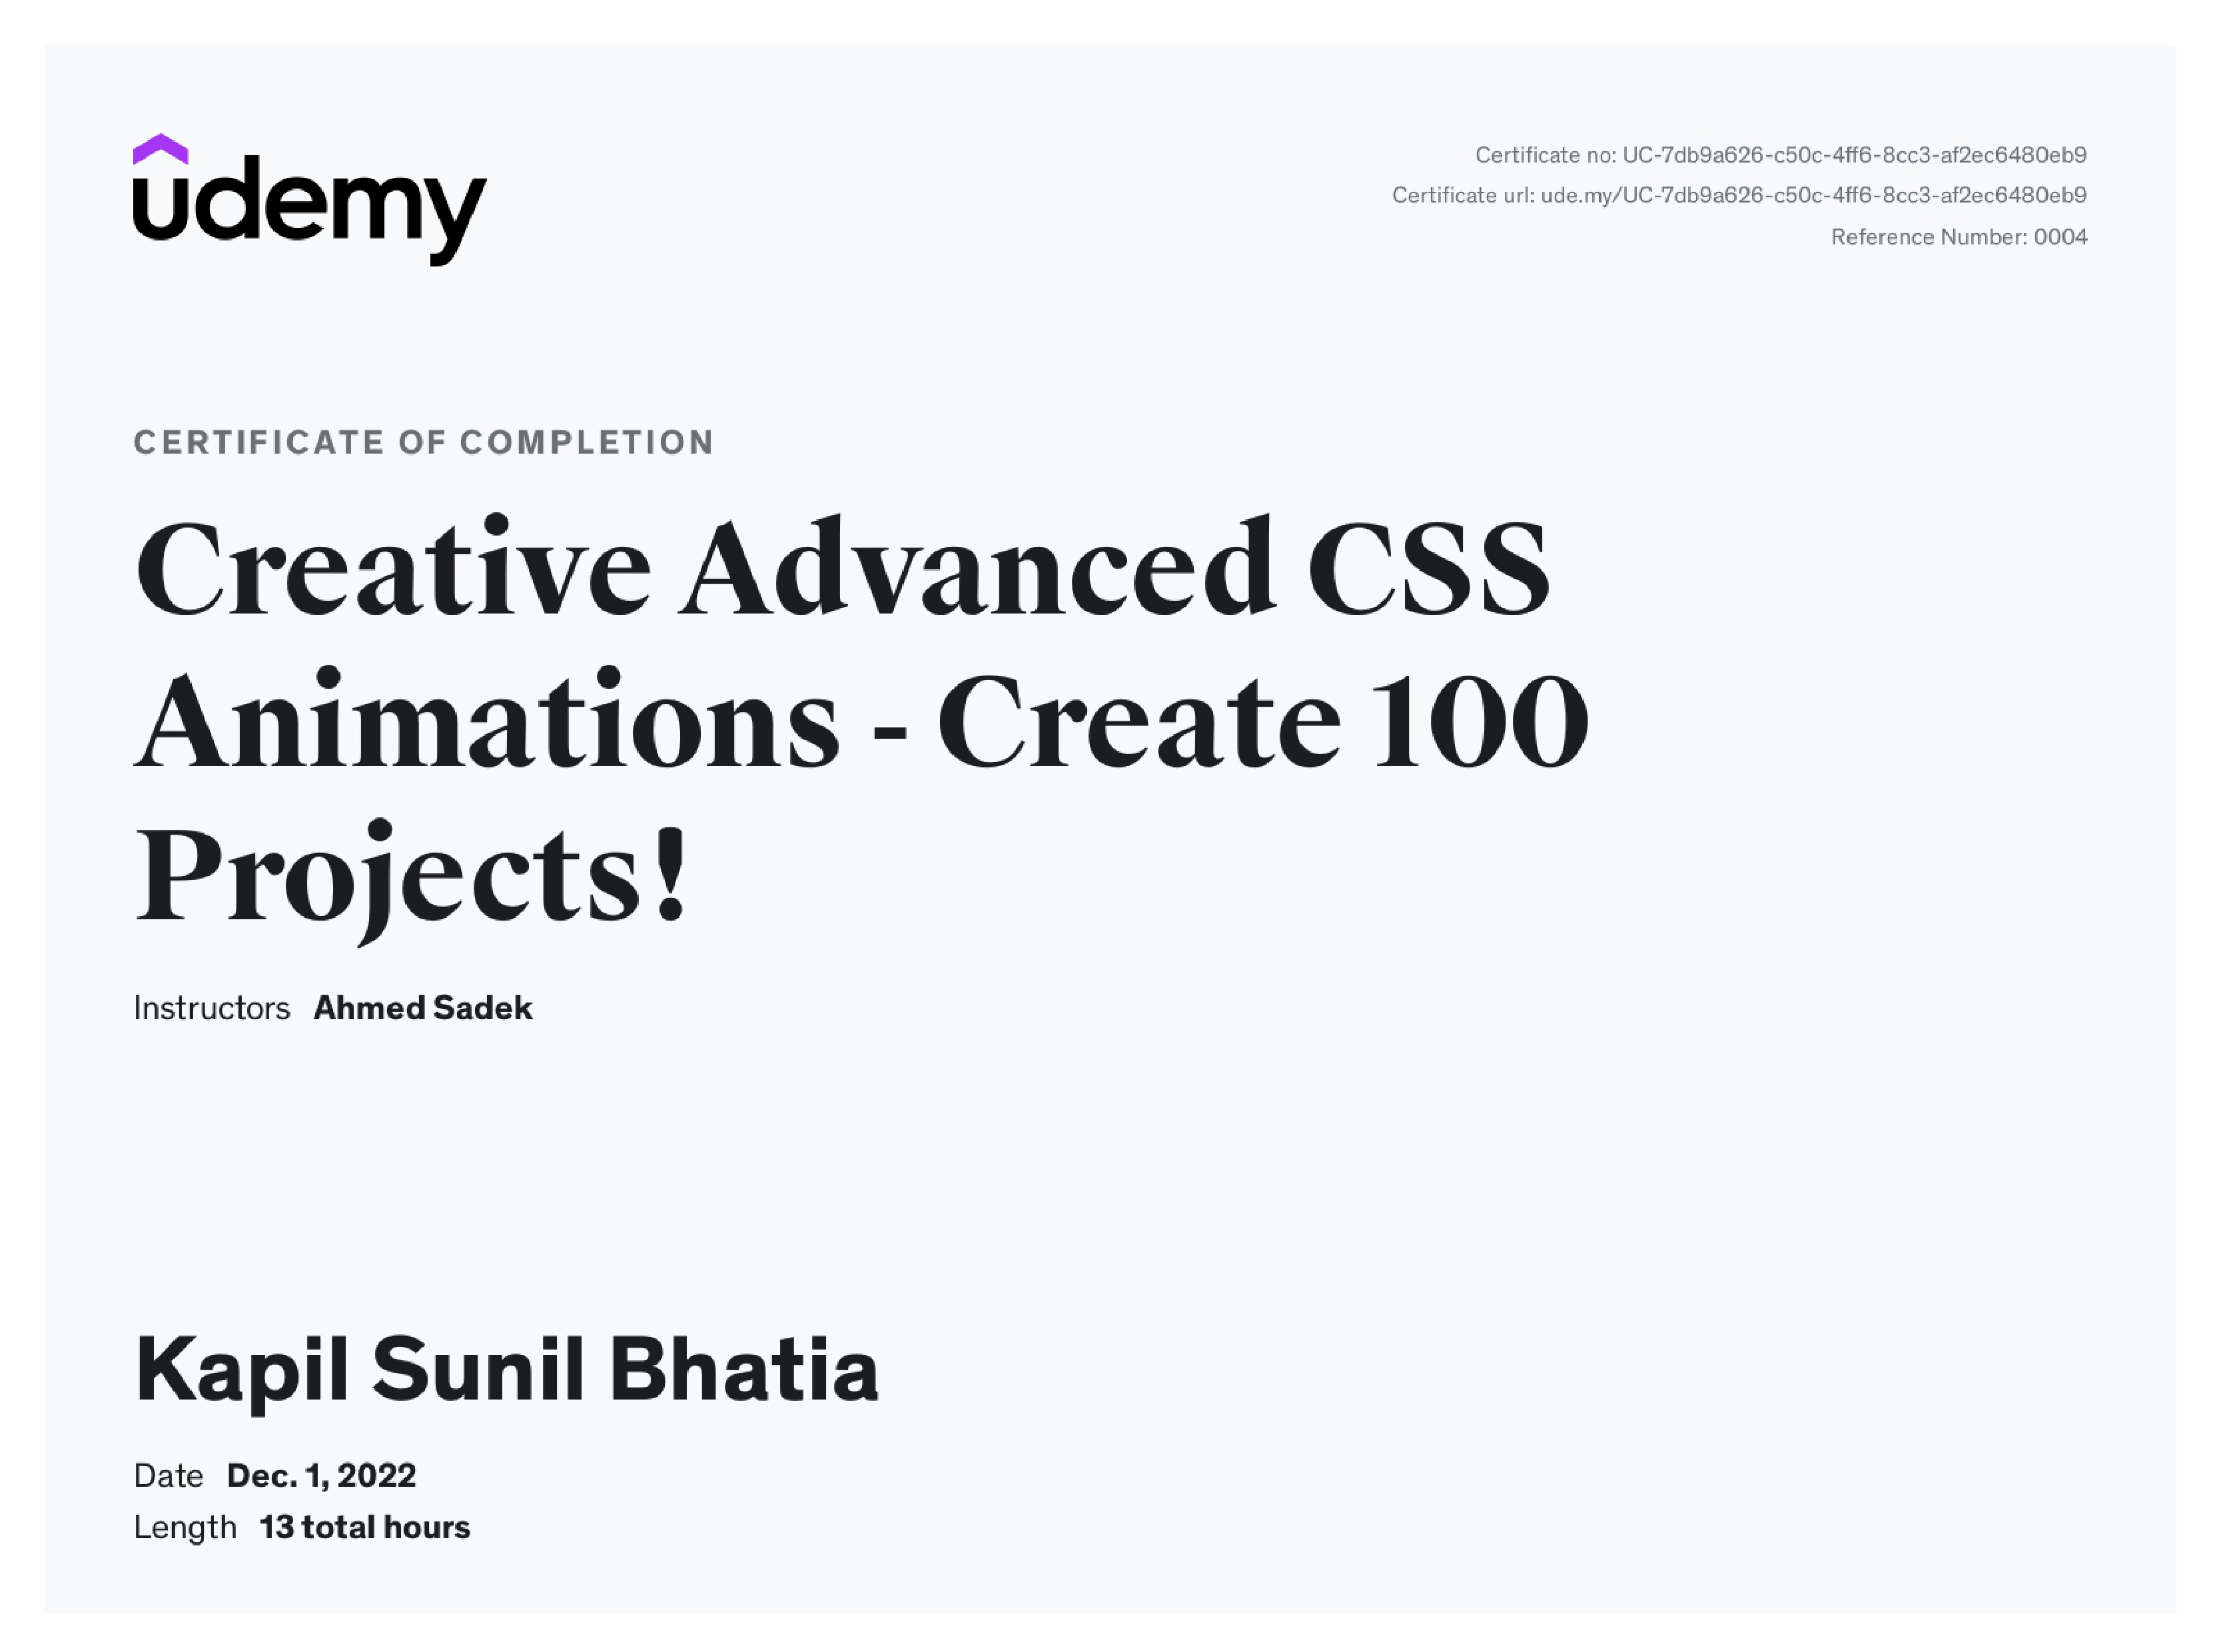 udemy
Certificate no: UC-7db9a626-c50c-4ff6-8cc3-af2ec6480eb9
Certificate url: ude.my/UC-7db9a626-c50c-4ff6-8cc3-af2ec6480eb9
Reference Number: 0004
CERTIFICATE OF COMPLETION
Creative Advanced CSS
Animations - Create 100
Projects!
Instructors Ahmed Sadek
Kapil Sunil Bhatia
Date Dec. 1, 2022
Length 13 total hours